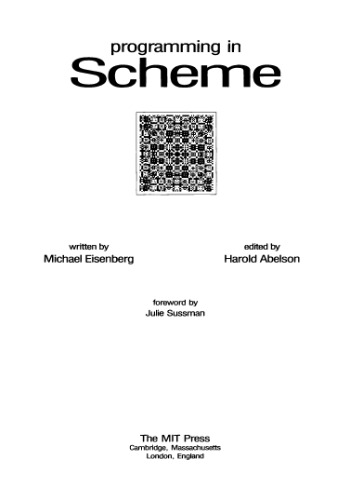 programming in
Scheme
written by
Michael Eisenberg
edited by
Harold Abelson
foreword by
Julie Sussman
The MIT Press
Cambridge, Massachusetts
London, England